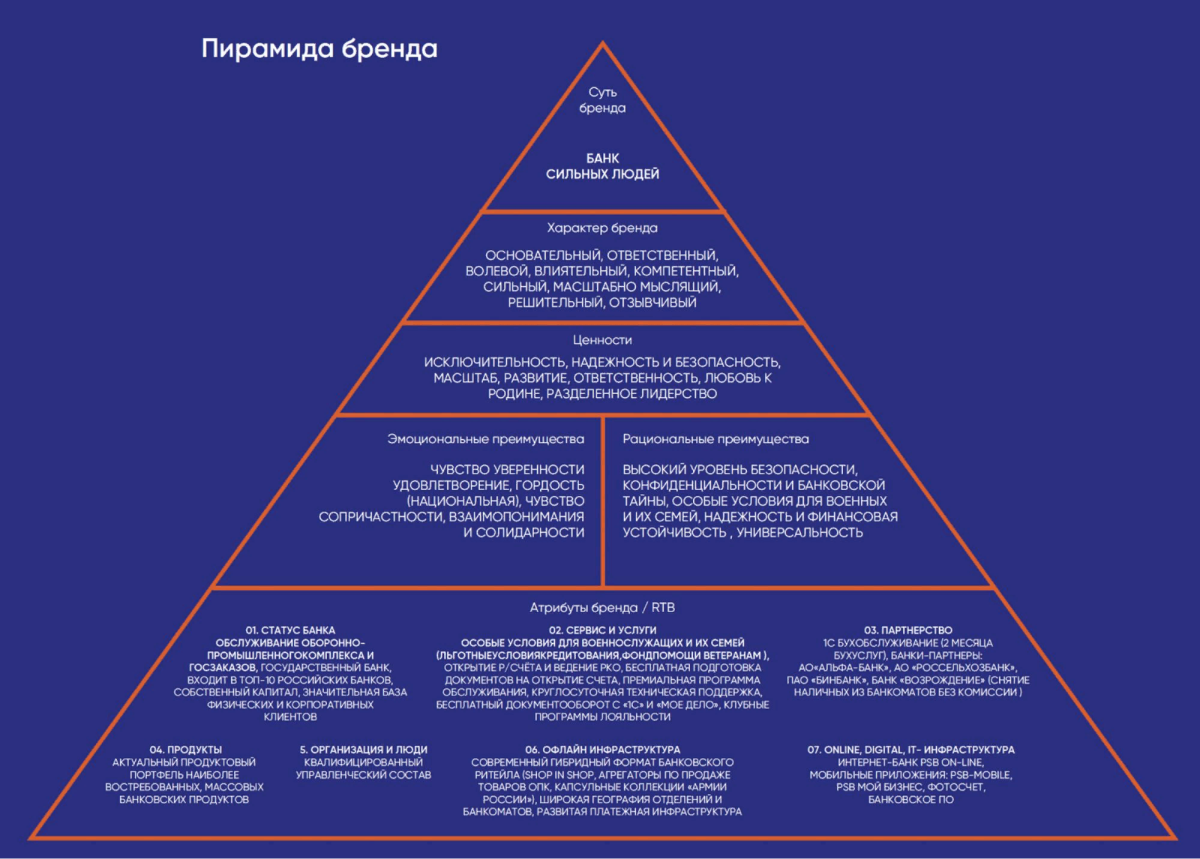 Пирамида бренда
Суть
бренда
БАНК
СИЛЬНЫХ ЛЮДЕЙ
Характер бренда
ОСНОВАТЕЛЬНЫЙ, ОТВЕТСТВЕННЫЙ,
ВОЛЕВОЙ, ВЛИЯТЕЛЬНЫЙ, КОМПЕТЕНТНЫЙ,
СИЛЬНЫЙ, МАСШТАБНО МЫСЛЯЩИЙ,
РЕШИТЕЛЬНЫЙ, ОТЗЫВЧИВЫЙ
Ценности
ИСКЛЮЧИТЕЛЬНОСТЬ, НАДЕЖНОСТЬ И БЕЗОПАСНОСТЬ,
МАСШТАБ, РАЗВИТИЕ, ОТВЕТСТВЕННОСТЬ, ЛЮБОВЬ К
РОДИНЕ, РАЗДЕЛЕННОЕ ЛИДЕРСТВО
Эмоциональные преимущества
ЧУВСТВО УВЕРЕННОСТИ
УДОВЛЕТВОРЕНИЕ, ГОРДОСТЬ
(НАЦИОНАЛЬНАЯ), ЧУВСТВО
СОПРИЧАСТНОСТИ, ВЗАИМОПОНИМАНИЯ
И СОЛИДАРНОСТИ
Рациональные преимущества
ВЫСОКИЙ УРОВЕНЬ БЕЗОПАСНОСТИ,
КОНФИДЕНЦИАЛЬНОСТИ И БАНКОВСКОЙ
ТАЙНЫ, ОСОБЫЕ УСЛОВИЯ ДЛЯ ВОЕННЫХ
И ИХ СЕМЕЙ, НАДЕЖНОСТЬ И ФИНАНСОВАЯ
УСТОЙЧИВОСТЬ , УНИВЕРСАЛЬНОСТЬ
Атрибуты бренда / RTB
01. СТАТУС БАНКА
ОБСЛУЖИВАНИЕ ОБОРОННО-
ПРОМЫШЛЕННОГОКОМПЛЕКСА И
ГОСЗАКАЗОВ, ГОСУДАРСТВЕННЫЙ БАНК,
ВХОДИТ В ТОП-10 РОССИЙСКИХ БАНКОВ,
СОБСТВЕННЫЙ КАПИТАЛ, ЗНАЧИТЕЛЬНАЯ БАЗА
ФИЗИЧЕСКИХ И КОРПОРАТИВНЫХ
КЛИЕНТОВ
02. СЕРВИС И УСЛУГИ
ОСОБЫЕ УСЛОВИЯ ДЛЯ ВОЕННОСЛУЖАЩИХ И ИХ СЕМЕЙ
(ЛЬГОТНЫЕУСЛОВИЯКРЕДИТОВАНИЯ,ФОНДПОМОЩИ ВЕТЕРАНАМ ),
ОТКРЫТИЕ Р/СЧЁТА И ВЕДЕНИЕ РКО, БЕСПЛАТНАЯ ПОДГОТОВКА
ДОКУМЕНТОВ НА ОТКРЫТИЕ СЧЕТА, ПРЕМИАЛЬНАЯ ПРОГРАММА
ОБСЛУЖИВАНИЯ, КРУГЛОСУТОЧНАЯ ТЕХНИЧЕСКАЯ ПОДДЕРЖКА,
БЕСПЛАТНЫЙ ДОКУМЕНТООБОРОТ С «1С» И «МОЕ ДЕЛО», КЛУБНЫЕ
ПРОГРАММЫ ЛОЯЛЬНОСТИ
03. ПАРТНЕРСТВО
1С БУХОБСЛУЖИВАНИЕ (2 МЕСЯЦА
БУХУСЛУГ), БАНКИ-ПАРТНЕРЫ:
АО«АЛЬФА-БАНК», АО «РОССЕЛЬХОЗБАНК»,
ПАО «БИНБАНК», БАНК «ВОЗРОЖДЕНИЕ» (СНЯТИЕ
НАЛИЧНЫХ ИЗ БАНКОМАТОВ БЕЗ КОМИССИИ )
04. ПРОДУКТЫ
АКТУАЛЬНЫЙ ПРОДУКТОВЫЙ
ПОРТФЕЛЬ НАИБОЛЕЕ
ВОСТРЕБОВАННЫХ, МАССОВЫХ
БАНКОВСКИХ ПРОДУКТОВ
5. ОРГАНИЗАЦИЯ И ЛЮДИ
КВАЛИФИЦИРОВАННЫЙ
УПРАВЛЕНЧЕСКИЙ СОСТАВ
06. ОФЛАЙН ИНФРАСТРУКТУРА
СОВРЕМЕННЫЙ ГИБРИДНЫЙ ФОРМАТ БАНКОВСКОГО
РИТЕЙЛА (SHOP IN SHOP, АГРЕГАТОРЫ ПО ПРОДАЖЕ
ТОВАРОВ ОПК, КАПСУЛЬНЫЕ КОЛЛЕКЦИИ «АРМИИ
РОССИИ»), ШИРОКАЯ ГЕОГРАФИЯ ОТДЕЛЕНИЙ И
БАНКОМАТОВ, РАЗВИТАЯ ПЛАТЕЖНАЯ ИНФРАСТРУКТУРА
07. ONLINE, DIGITAL, IT- ИНФРАСТРУКТУРА
ИНТЕРНЕТ-БАНК PSB ON-LINE,
МОБИЛЬНЫЕ ПРИЛОЖЕНИЯ: PSB-MOBILE,
PSB МОЙ БИЗНЕС, ФОТОСЧЕТ,
БАНКОВСКОЕ ПО